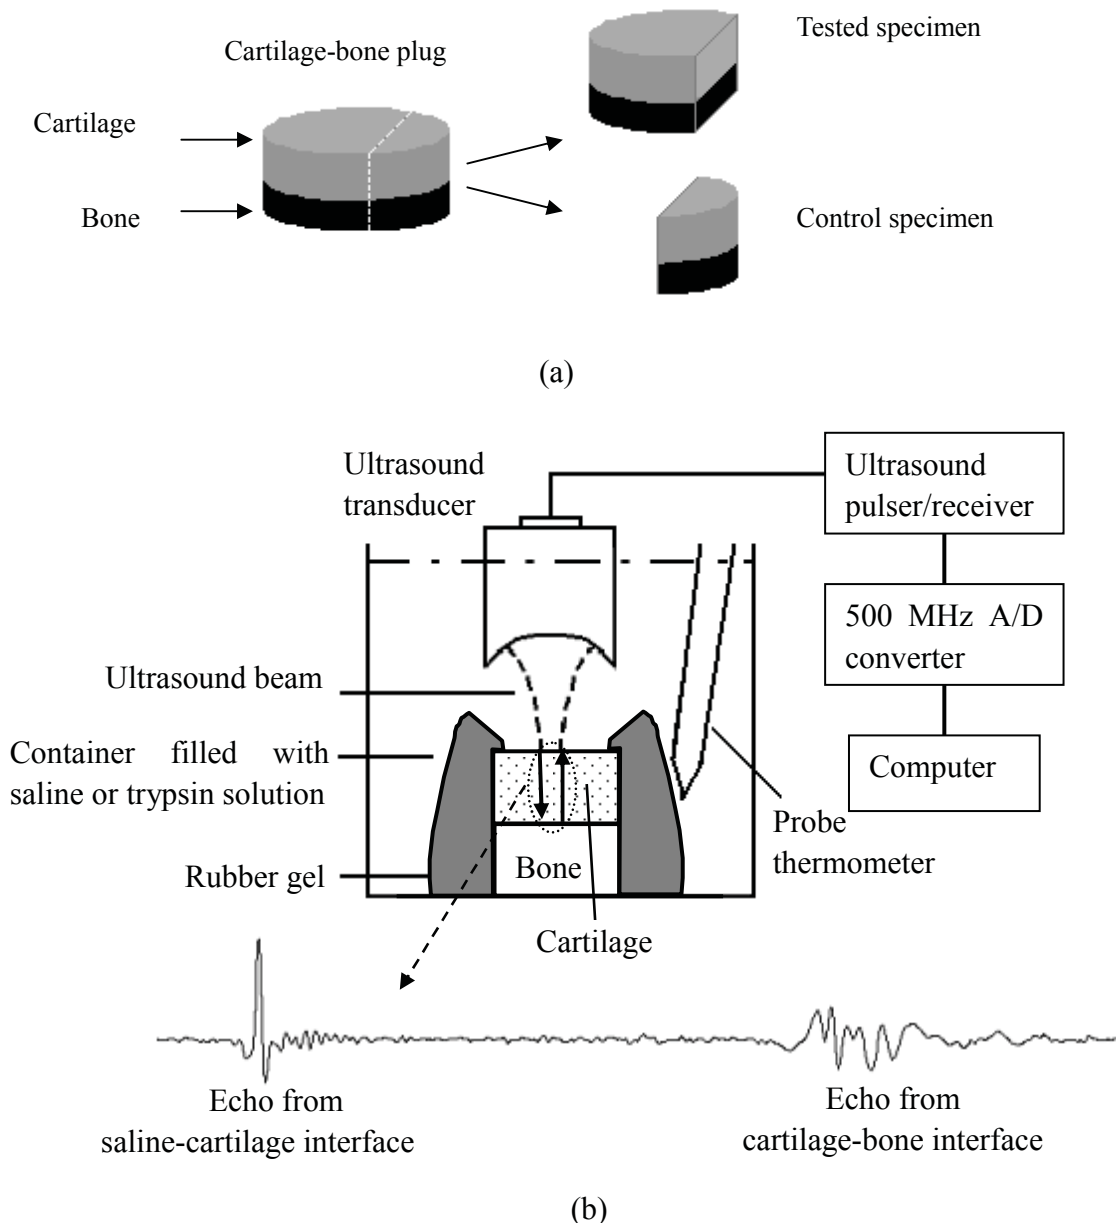 Tested specimen
Cartilage-bone plug
Cartilage
Bone
Control specimen
(a)
Ultrasound
transducer
Ultrasound
pulser/receiver
500 MHz A/D
converter
Ultrasound beam
Container filled with
saline or trypsin solution
Computer
Probe
thermometer
Rubber gel
Bone
Cartilage
Echo from
saline-cartilage interface
Echo from
cartilage-bone interface
(b)